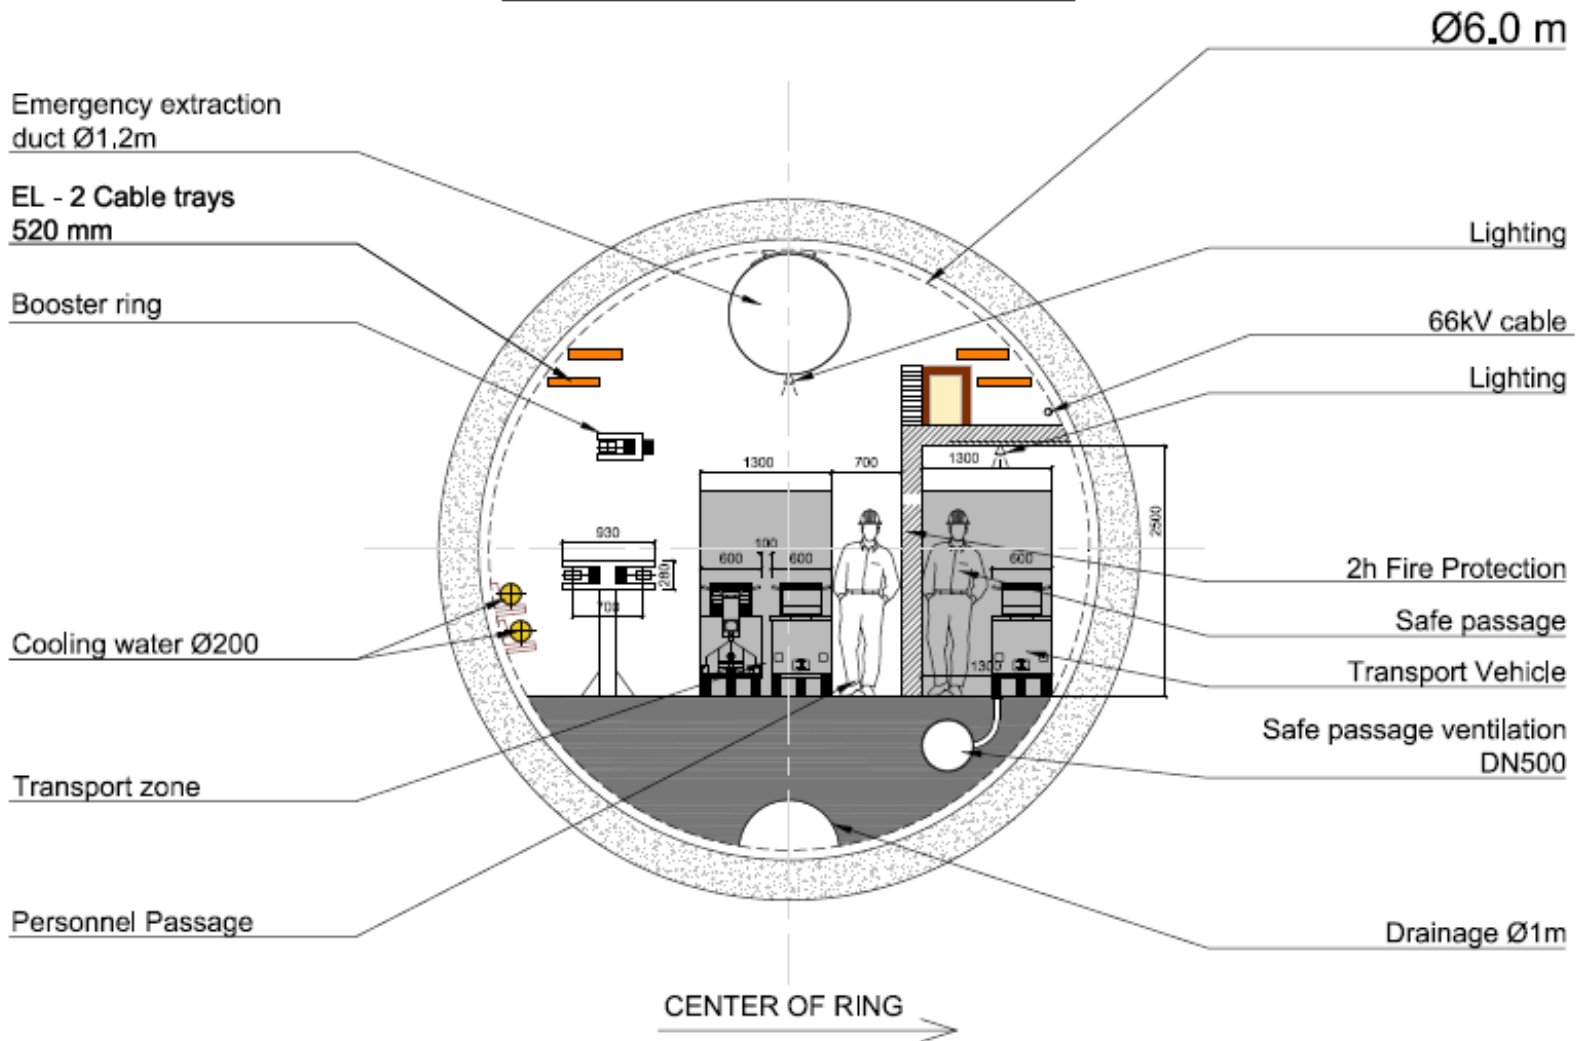 Ø6.0 m
Emergency extraction
duct Ø1.2m
EL - 2 Cable trays
520 mm
Lighting
Booster ring
66kV cable
Lighting
1300
700
1300
2500
930
100
600
600
600
280
700
2h Fire Protection
Safe passage
Cooling water Ø200
1300
Transport Vehicle
Safe passage ventilation
DN500
Transport zone
Personnel Passage
Drainage Ø1m
CENTER OF RING